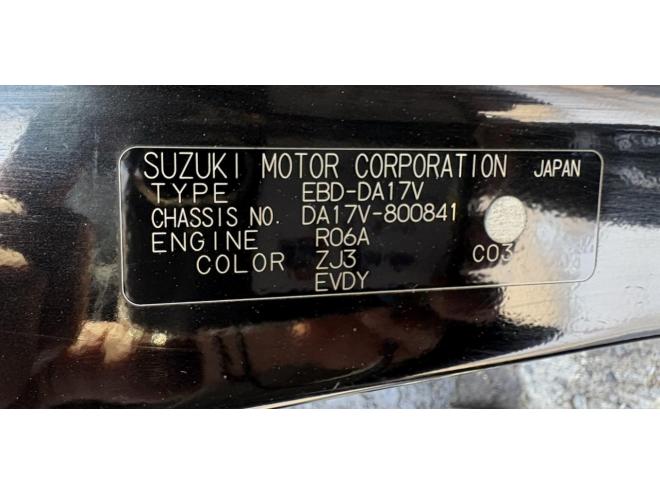 SUZUKI MOTOR CORPORATION JAPAN
TYPE EBD-DA17V
CHASSIS NO. DA17V-800841
ENGINE R06A
COLOR ZJ3 C03
EVDY